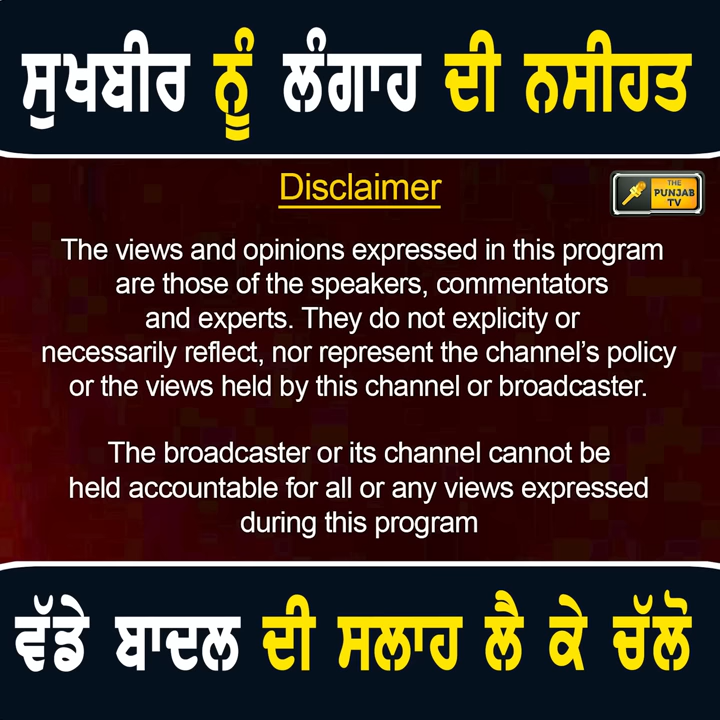 ਸੁਖਬੀਰ ਨੂੰ ਲੰਗਾਹ ਦੀ ਨਸੀਹਤ
Disclaimer
THE
PUNJAB
TV
The views and opinions expressed in this program
are those of the speakers, commentators
and experts. They do not explicity or
necessarily reflect, nor represent the channel's policy
or the views held by this channel or broadcaster.
The broadcaster or its channel cannot be
held accountable for all or any views expressed
during this program
ਵੱਡੇ ਬਾਦਲ ਦੀ ਸਲਾਹ ਲੈ ਕੇ ਚੱਲੋ